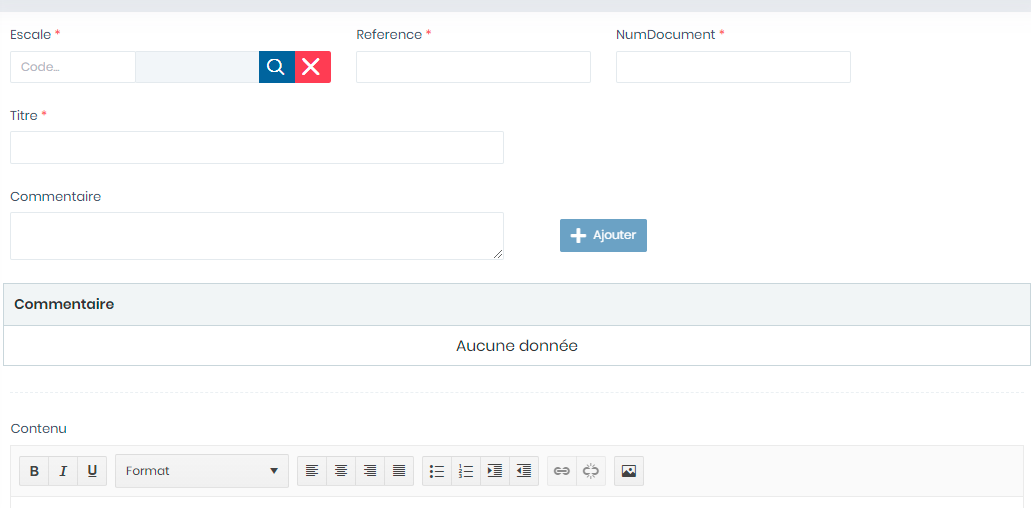 Escale * Reference * NumDocument *
Code...
Titre *
Commentaire
Ajouter
Commentaire
Aucune donnée
Contenu
B I U Format